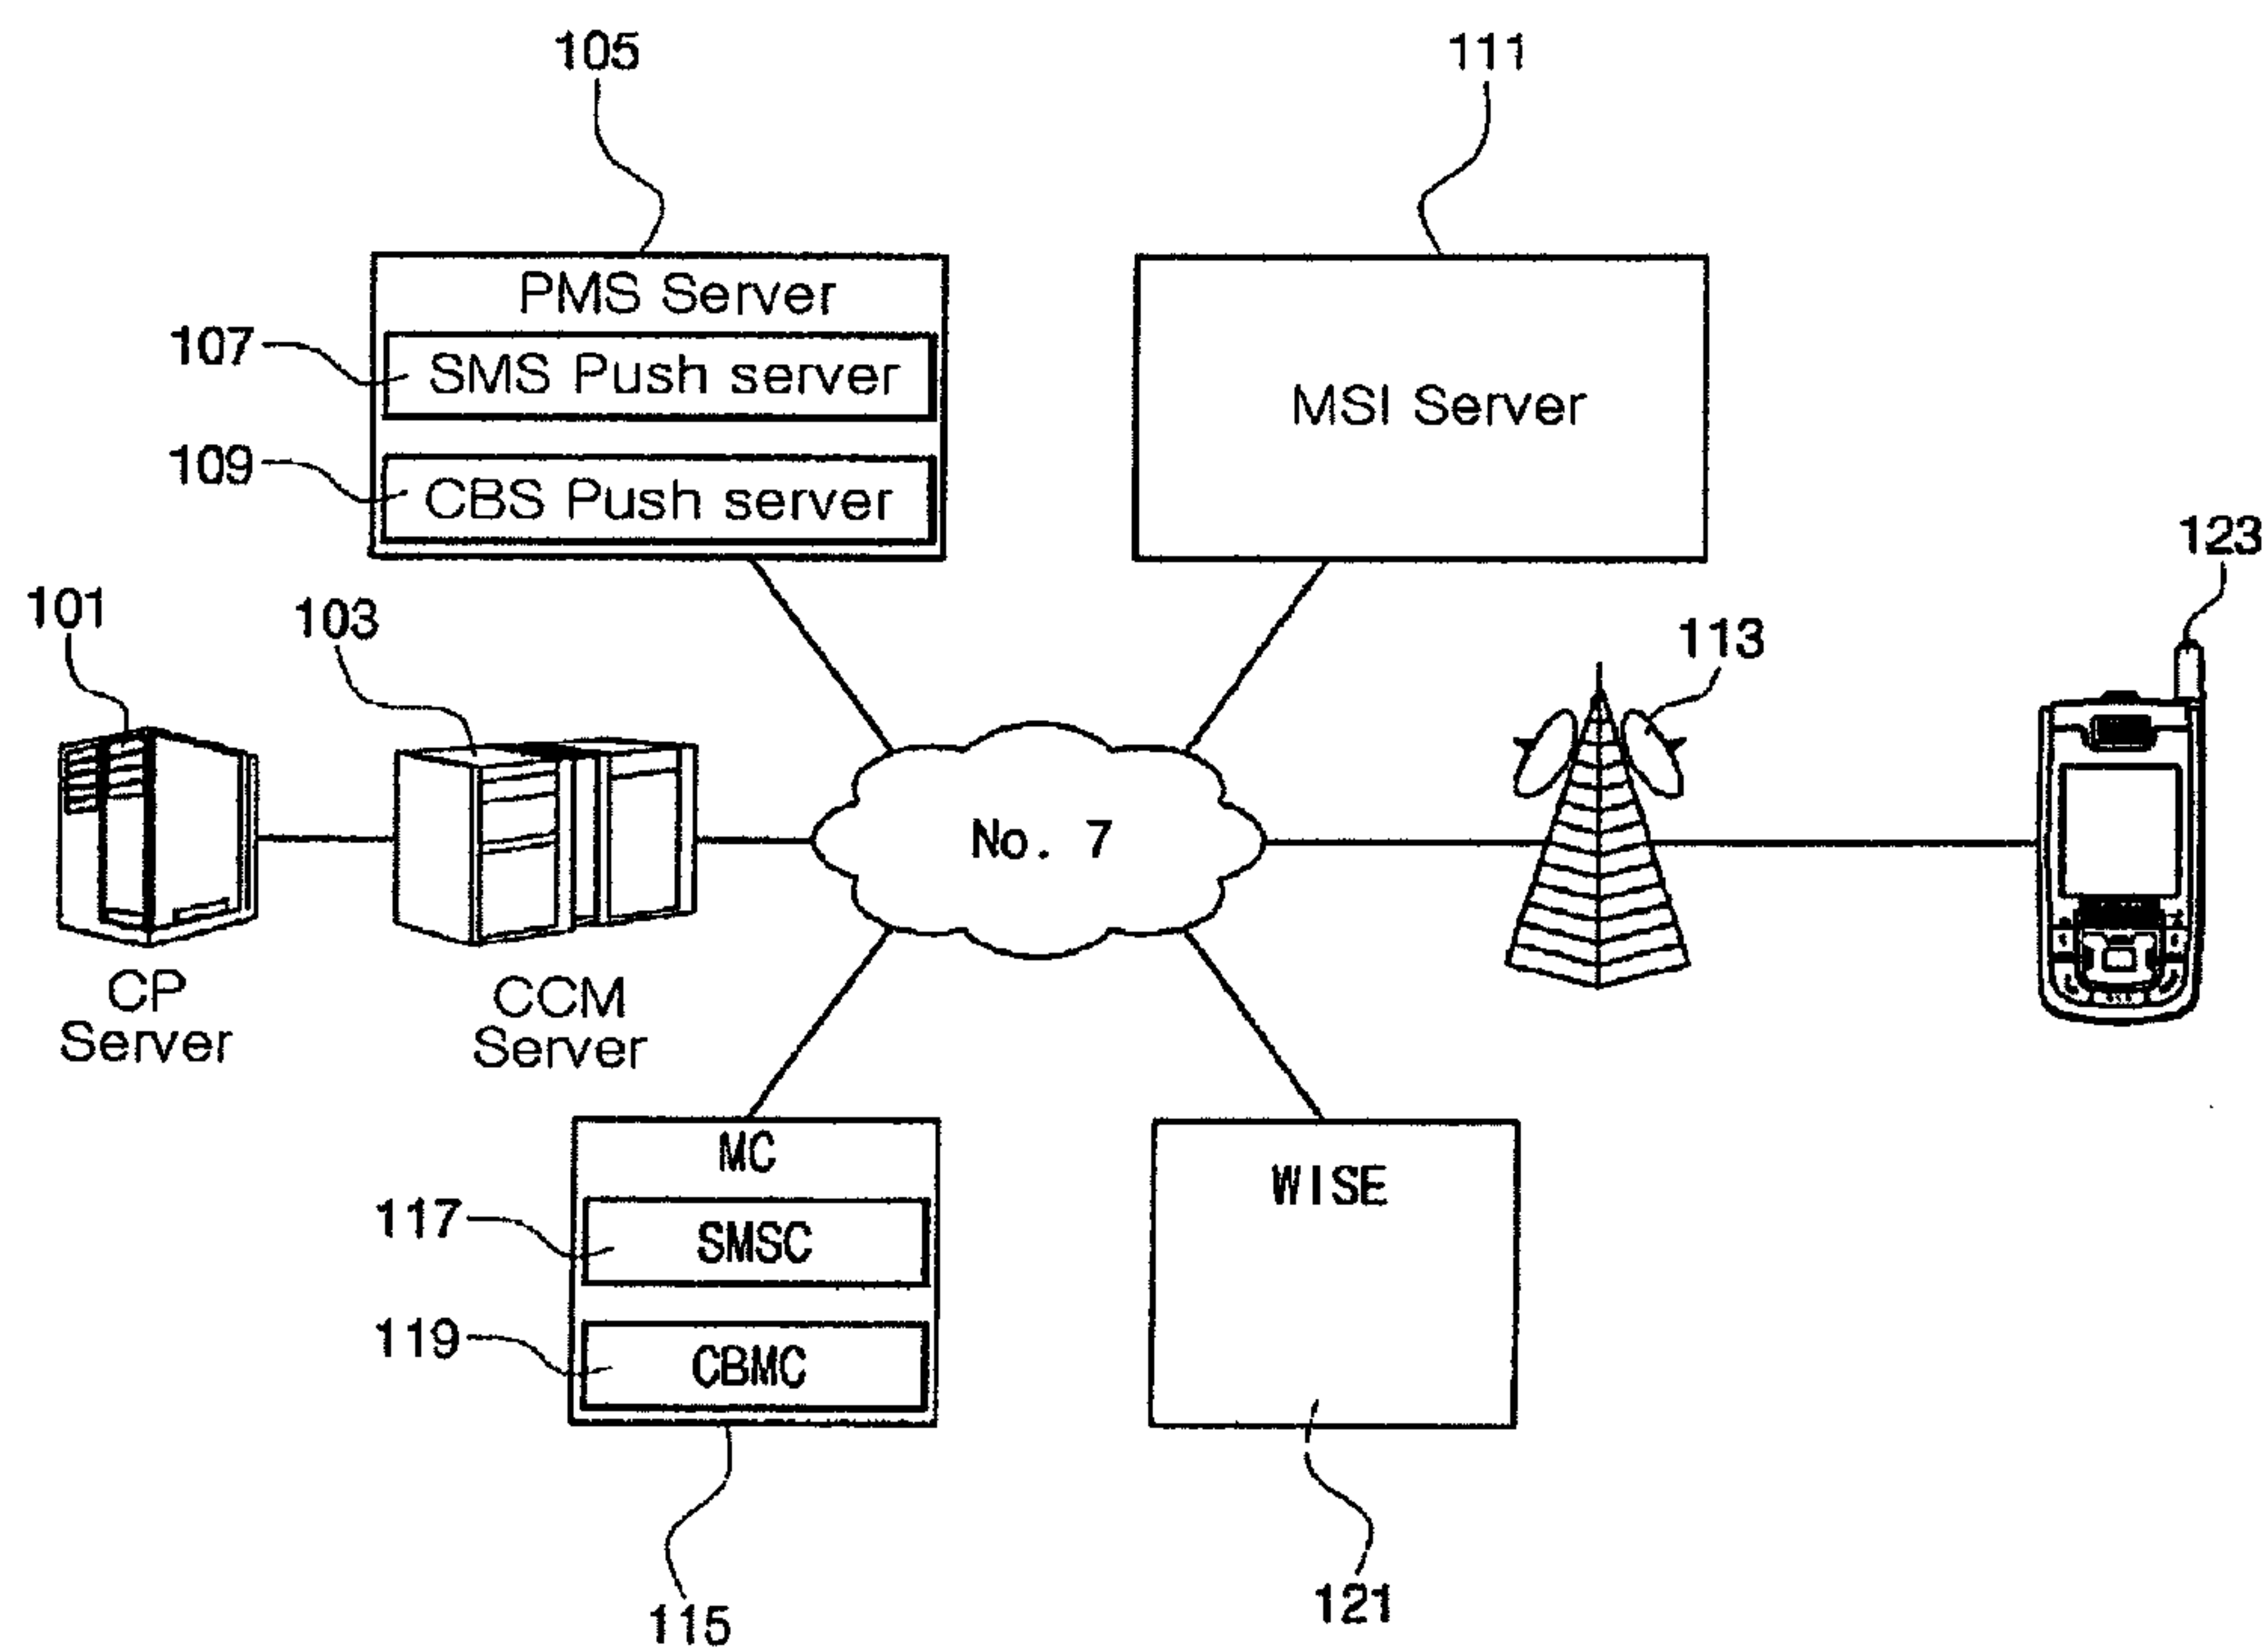 105
111
PMS Server
107
SMS Push server
MSI Server
109
CBS Push server
123
101
103
113
No. 7
CP
Server
CCM
Server
MC
WISE
117
SMSC
119
CBMC
121
115